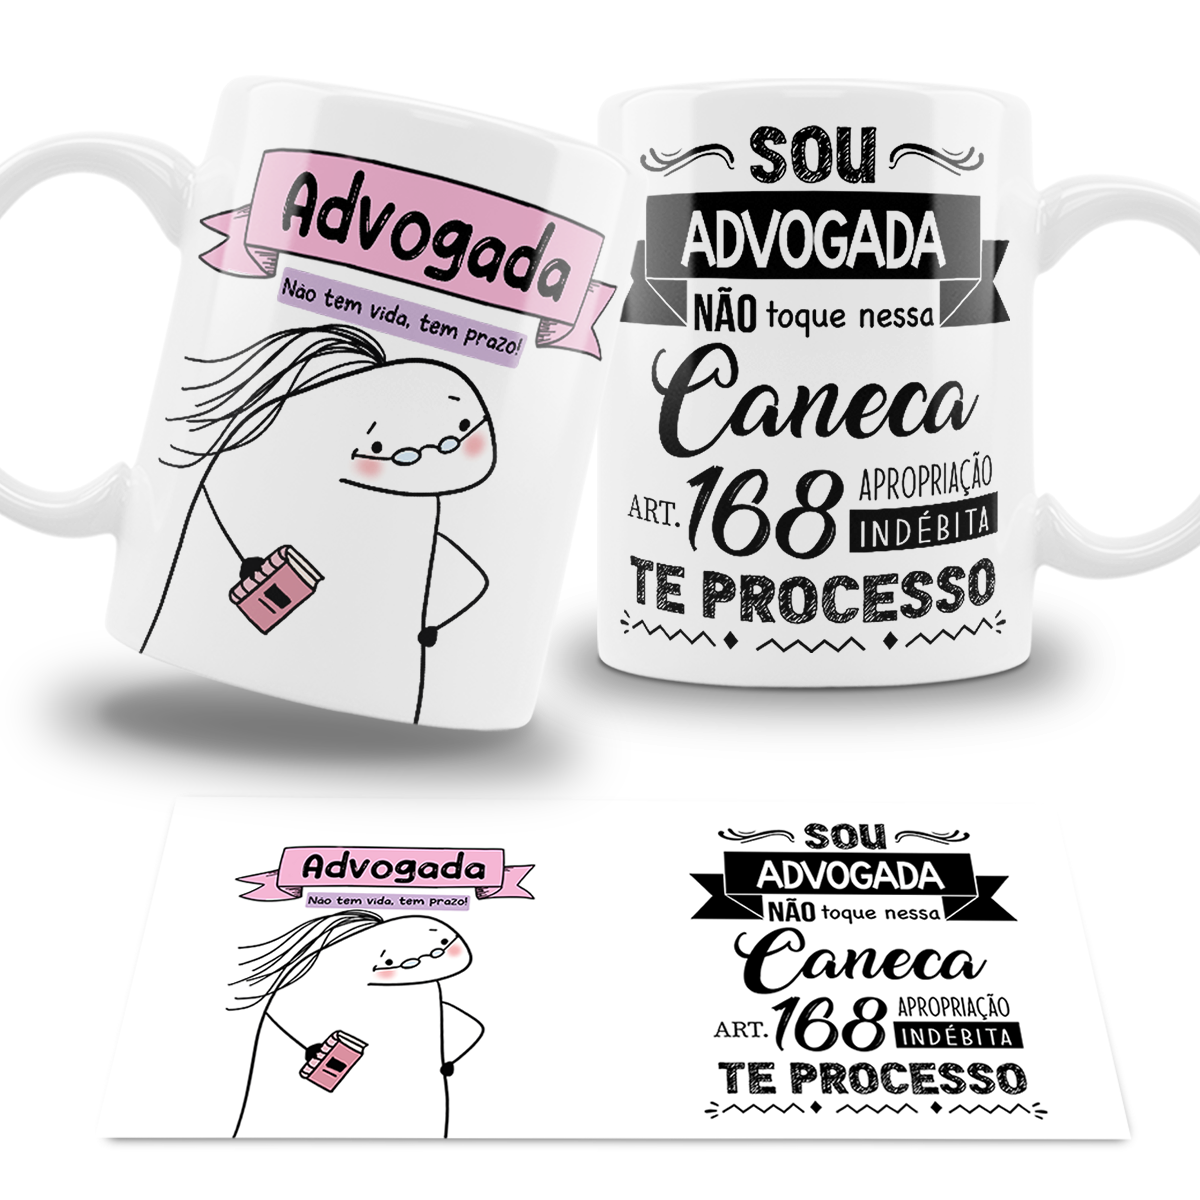 Advogada
Não tem vida, tem prazo!
SOU
ADVOGADA
NÃO toque nessa
Caneca
ART. 168 APROPRIAÇÃO
INDÉBITA
TE PROCESSO
Advogada
Não tem vida, tem prazo!
SOU
ADVOGADA
NÃO toque nessa
Caneca
ART. 168 APROPRIAÇÃO
INDÉBITA
TE PROCESSO